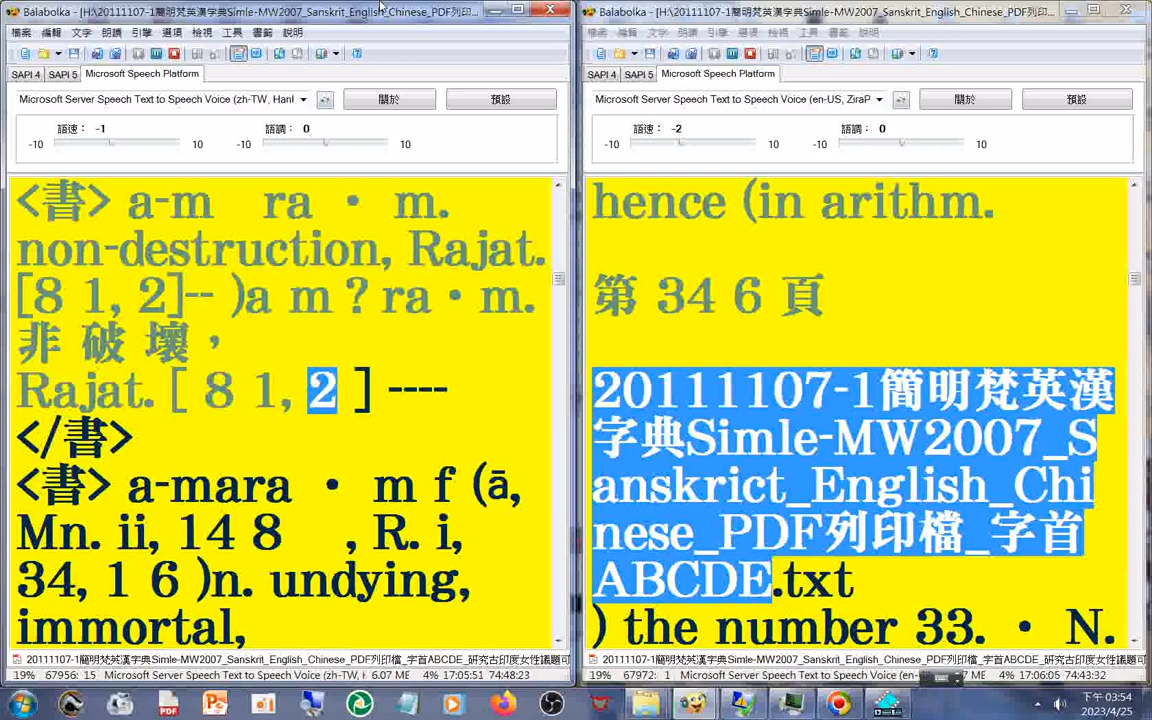 Balabolka - [H:\20111107-1簡明梵英漢字典Simle-MW2007_Sanskrit_English_Chinese_PDF列印...
檔案 編輯 文字 朗讀 引擎 選項 檢視 工具 書籤 說明
SAPI 4 SAPI 5 Microsoft Speech Platform
Microsoft Server Speech Text to Speech Voice (zh-TW, HanH
關於 預設
語速： -1 語調： 0
-10 10 -10 10
<書> a-m ra • m.
non-destruction, Rajat.
[8 1, 2]-- )a m ? ra • m.
非 破 壞 ，
Rajat. [ 8 1, 2 ] ----
</書>
<書> a-mara • m f (ā,
Mn. ii, 14 8 , R. i,
34, 1 6 )n. undying,
immortal,
20111107-1簡明梵英漢字典Simle-MW2007_Sanskrit_English_Chinese_PDF列印檔_字首ABCDE_研究古印度女性議題可
19% 67956: 15 Microsoft Server Speech Text to Speech Voice (zh-TW, H 6.07 ME 4% 17:05:51 74:48:23
Balabolka - [H:\20111107-1簡明梵英漢字典Simle-MW2007_Sanskrit_English_Chinese_PDF列印...
檔案 編輯 文字 朗讀 引擎 選項 檢視 工具 書籤 說明
SAPI 4 SAPI 5 Microsoft Speech Platform
Microsoft Server Speech Text to Speech Voice (en-US, ZiraP
關於 預設
語速： -2 語調： 0
-10 10 -10 10
hence (in arithm.
第 34 6 頁
20111107-1簡明梵英漢
字典Simle-MW2007_S
anskrict_English_Chi
nese_PDF列印檔_字首
ABCDE.txt
) the number 33. • N.
20111107-1簡明梵英漢字典Simle-MW2007_Sanskrit_English_Chinese_PDF列印檔_字首ABCDE_研究古印度女性議題可
19% 67972: 1 Microsoft Server Speech Text to Speech Voice (en-US, Z 6.07 ME 4% 17:06:05 74:43:32
下午 03:54
2023/4/25